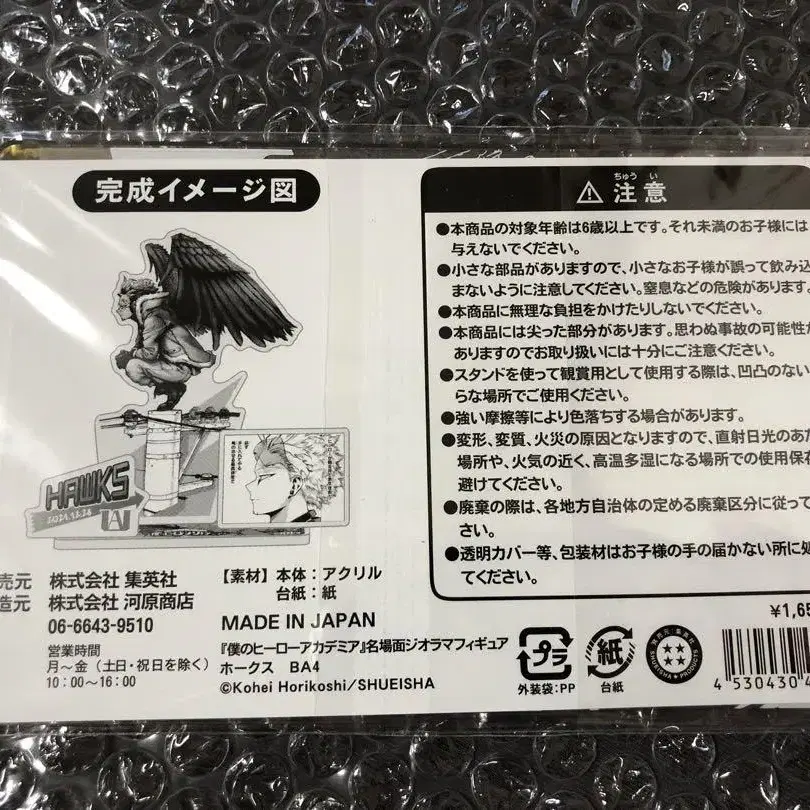 完成イメージ図
HAWKS
2021.12.28
UA
売元 株式会社 集英社
造元 株式会社 河原商店
06-6643-9510
営業時間
月～金（土日・祝日を除く）
10：00～16：00
【素材】本体：アクリル
台紙：紙
MADE IN JAPAN
『僕のヒーローアカデミア』名場面ジオラマフィギュア
ホークス BA4
©Kohei Horikoshi/SHUEISHA
ちゅう い
注意
●本商品の対象年齢は6歳以上です。それ未満のお子様には
与えないでください。
●小さな部品がありますので、小さなお子様が誤って飲み込
まないように注意してください。窒息などの危険があります。
●本商品に無理な負担をかけたりしないでください。
●本商品には尖った部分があります。思わぬ事故の可能性が
ありますのでお取り扱いには十分にご注意ください。
●スタンドを使って観賞用として使用する際は、凹凸のない
らな場所でご使用ください。
●強い摩擦等により色落ちする場合があります。
●変形、変質、火災の原因となりますので、直射日光のあた
場所や、火気の近く、高温多湿になる場所での使用保存
避けてください。
●廃棄の際は、各地方自治体の定める廃棄区分に従って
さい。
●透明カバー等、包装材はお子様の手の届かない所に処
てください。
¥1,65
プラ
外装袋:PP
紙
台紙
発売元 集英社
SHUEISHA PRODUCTS
4 530430 4